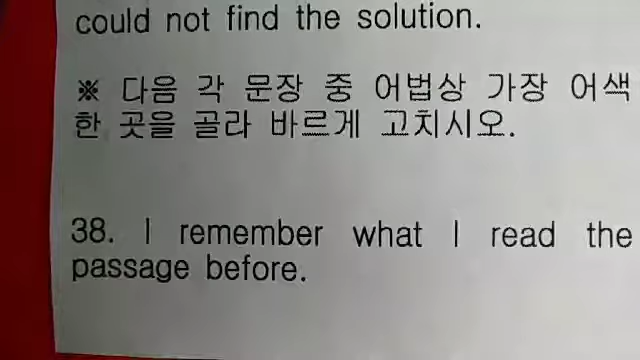 could not find the solution.
※ 다음 각 문장 중 어법상 가장 어색
한 곳을 골라 바르게 고치시오.
38. I remember what I read the
passage before.